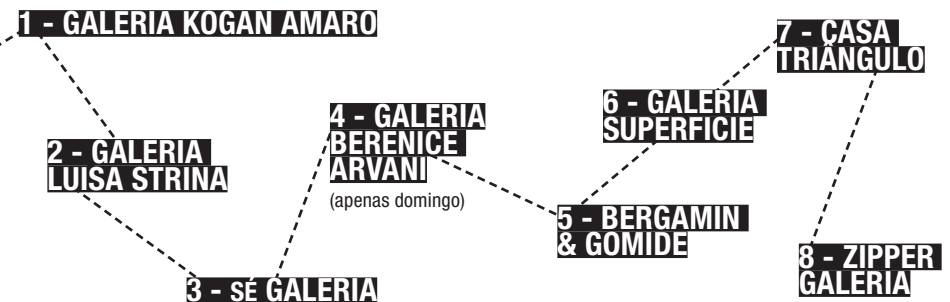 1 - GALERIA KOGAN AMARO
2 - GALERIA
LUISA STRINA
3 - SÉ GALERIA
4 - GALERIA
BERENICE
ARVANI
(apenas domingo)
5 - BERGAMIN
& GOMIDE
6 - GALERIA
SUPERFICIE
7 - CASA
TRIÂNGULO
8 - ZIPPER
GALERIA